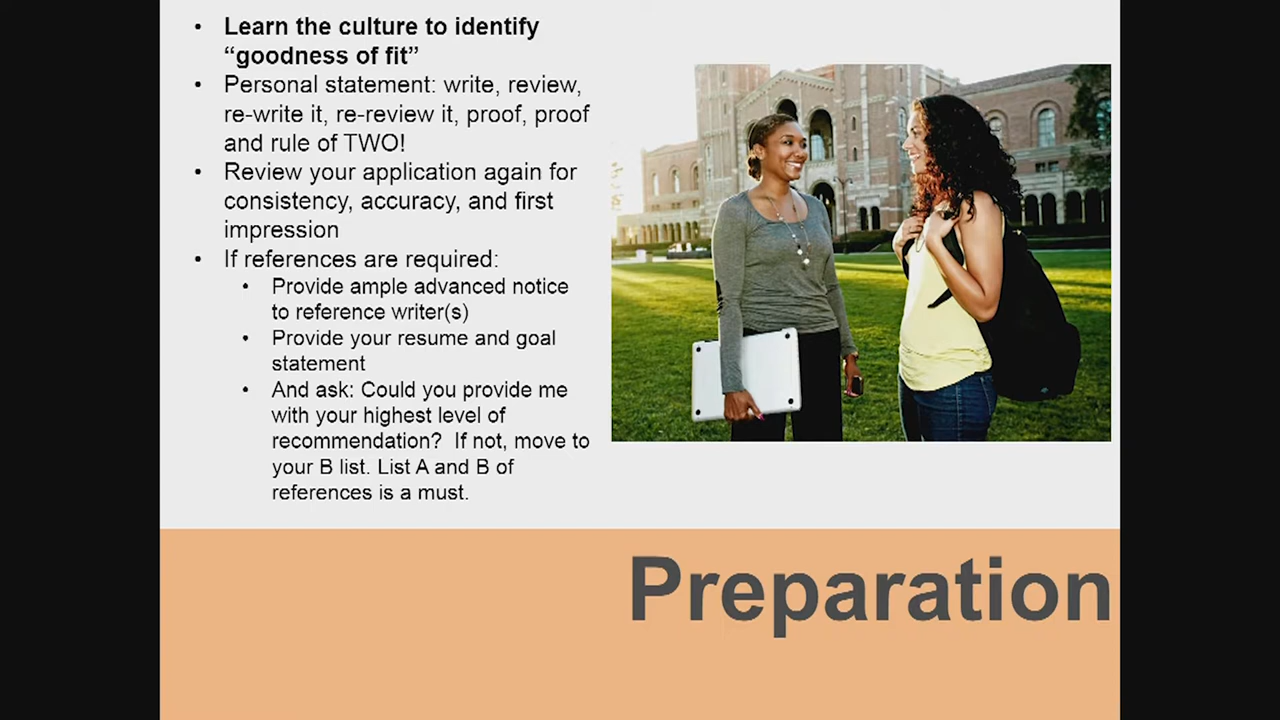 • Learn the culture to identify
“goodness of fit”
• Personal statement: write, review,
re-write it, re-review it, proof, proof
and rule of TWO!
• Review your application again for
consistency, accuracy, and first
impression
• If references are required:
• Provide ample advanced notice
to reference writer(s)
• Provide your resume and goal
statement
• And ask: Could you provide me
with your highest level of
recommendation?  If not, move to
your B list. List A and B of
references is a must.
Preparation